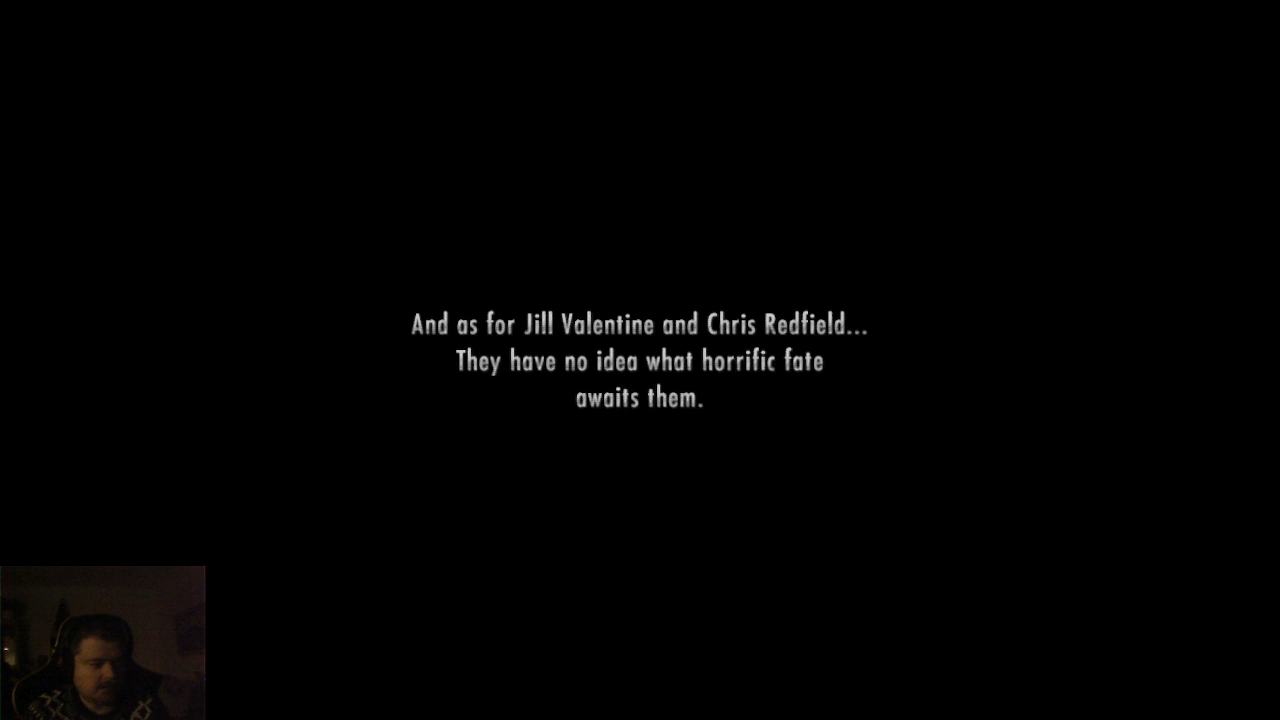 And as for Jill Valentine and Chris Redfield...
They have no idea what horrific fate
awaits them.